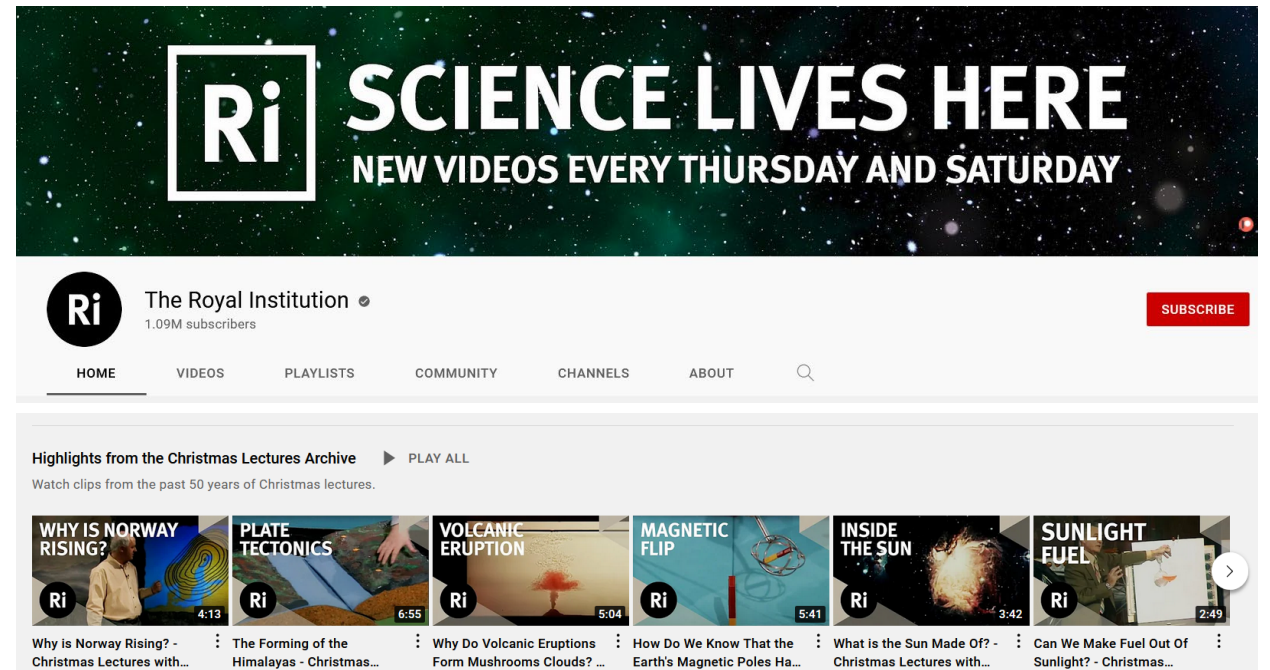 Ri
SCIENCE LIVES HERE
NEW VIDEOS EVERY THURSDAY AND SATURDAY
Ri
The Royal Institution
1.09M subscribers
SUBSCRIBE
HOME
VIDEOS
PLAYLISTS
COMMUNITY
CHANNELS
ABOUT
Highlights from the Christmas Lectures Archive
PLAY ALL
Watch clips from the past 50 years of Christmas lectures.
WHY IS NORWAY
RISING?
Ri
4:13
Why is Norway Rising? -
Christmas Lectures with...
PLATE
TECTONICS
Ri
6:55
The Forming of the
Himalayas - Christmas...
VOLCANIC
ERUPTION
Ri
5:04
Why Do Volcanic Eruptions
Form Mushrooms Clouds? ...
MAGNETIC
FLIP
Ri
5:41
How Do We Know That the
Earth's Magnetic Poles Ha...
INSIDE
THE SUN
Ri
3:42
What is the Sun Made Of? -
Christmas Lectures with...
SUNLIGHT
FUEL
Ri
2:49
Can We Make Fuel Out Of
Sunlight? - Christmas...